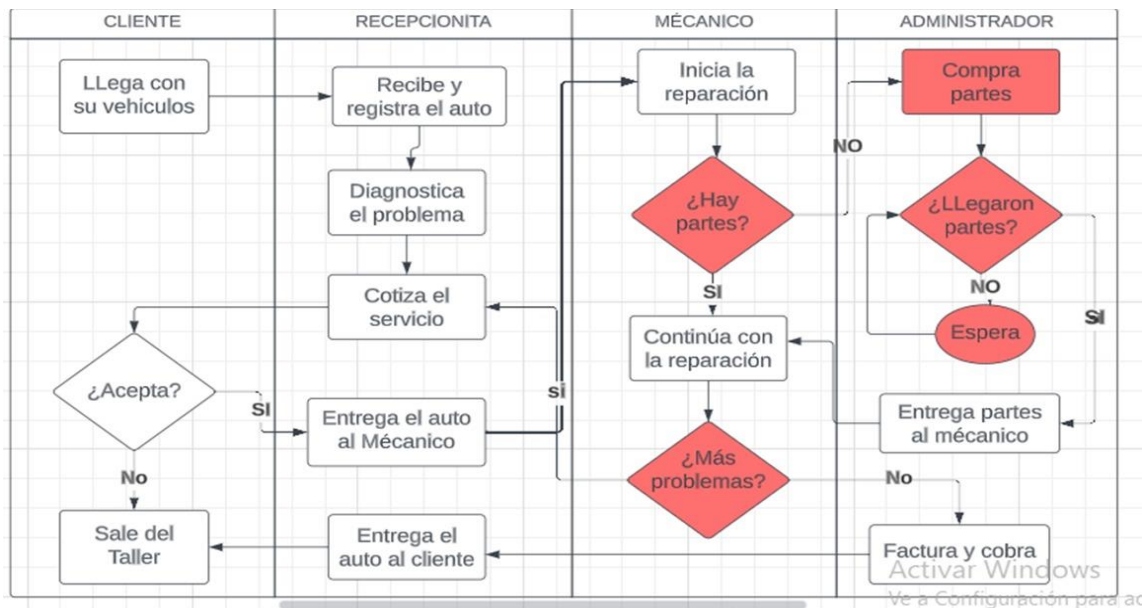 CLIENTE
RECEPCIONITA
MÉCANICO
ADMINISTRADOR
LLega con
su vehiculos
Recibe y
registra el auto
Inicia la
reparación
Compra
partes
NO
Diagnostica
el problema
¿Hay
partes?
¿LLegaron
partes?
SI
NO
Cotiza el
servicio
Continúa con
la reparación
Espera
SI
¿Acepta?
SI
sí
Entrega el auto
al Mécanico
Entrega partes
al mécanico
¿Más
problemas?
No
No
Sale del
Taller
Entrega el
auto al cliente
Factura y cobra
Activar Windows
Ve a Configuración para ac